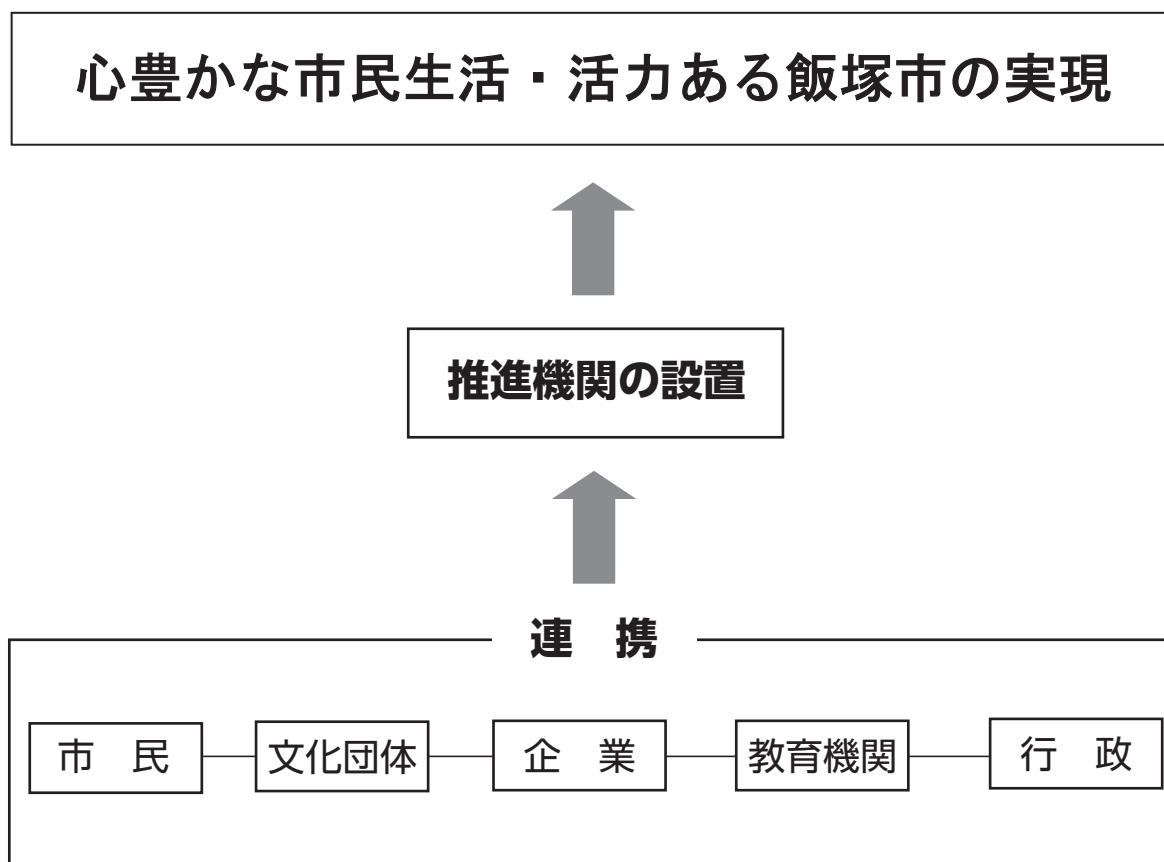 心豊かな市民生活・活力ある飯塚市の実現
推進機関の設置
連　携
市　民
文化団体
企　業
教育機関
行　政